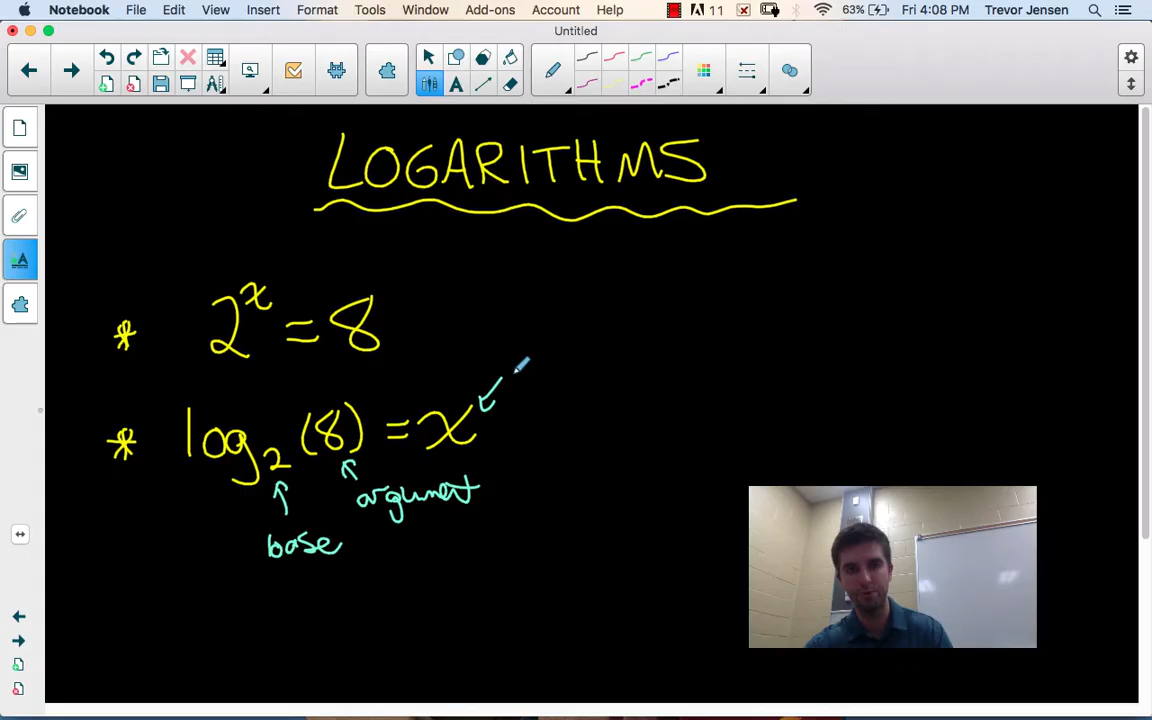 Notebook File Edit View Insert Format Tools Window Add-ons Account Help 11 63% Fri 4:08 PM Trevor Jensen
Untitled
LOGARITHMS
* 2^x = 8
* log_2 (8) = x
argument
base